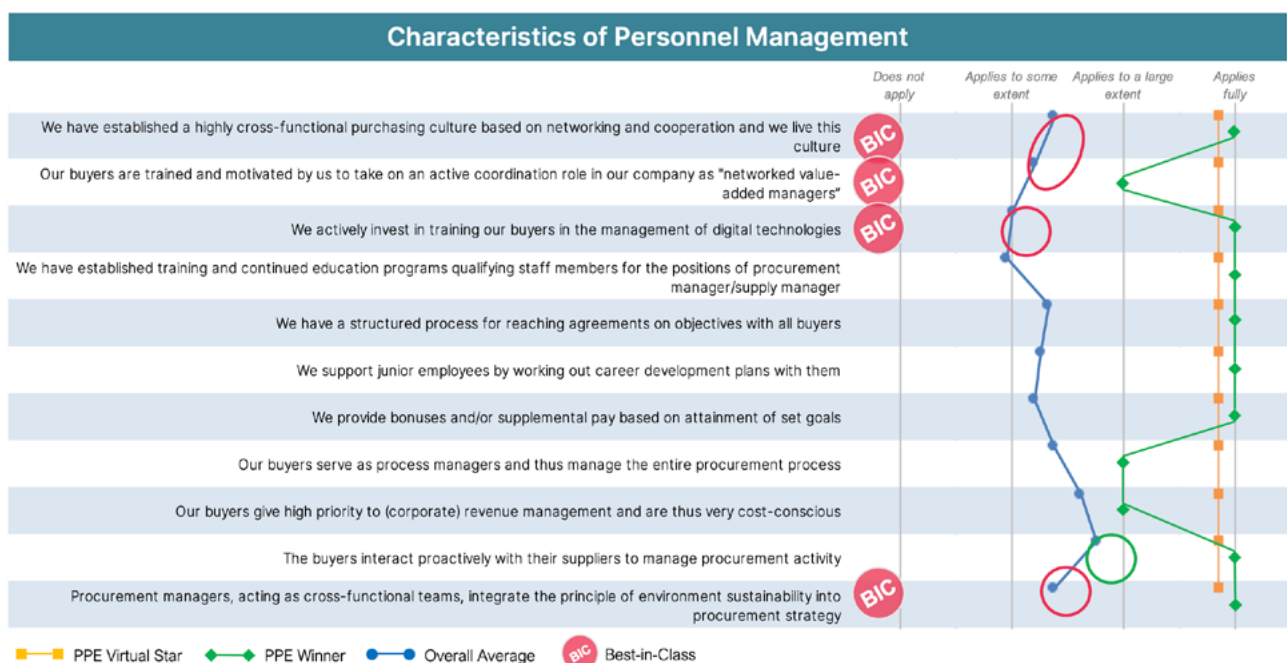 Characteristics of Personnel Management
Does not
apply
Applies to some
extent
Applies to a large
extent
Applies
fully
We have established a highly cross-functional purchasing culture based on networking and cooperation and we live this
culture
BIC
Our buyers are trained and motivated by us to take on an active coordination role in our company as "networked value-
added managers"
BIC
We actively invest in training our buyers in the management of digital technologies
BIC
We have established training and continued education programs qualifying staff members for the positions of procurement
manager/supply manager
We have a structured process for reaching agreements on objectives with all buyers
We support junior employees by working out career development plans with them
We provide bonuses and/or supplemental pay based on attainment of set goals
Our buyers serve as process managers and thus manage the entire procurement process
Our buyers give high priority to (corporate) revenue management and are thus very cost-conscious
The buyers interact proactively with their suppliers to manage procurement activity
Procurement managers, acting as cross-functional teams, integrate the principle of environment sustainability into
procurement strategy
BIC
PPE Virtual Star
PPE Winner
Overall Average
BIC
Best-in-Class